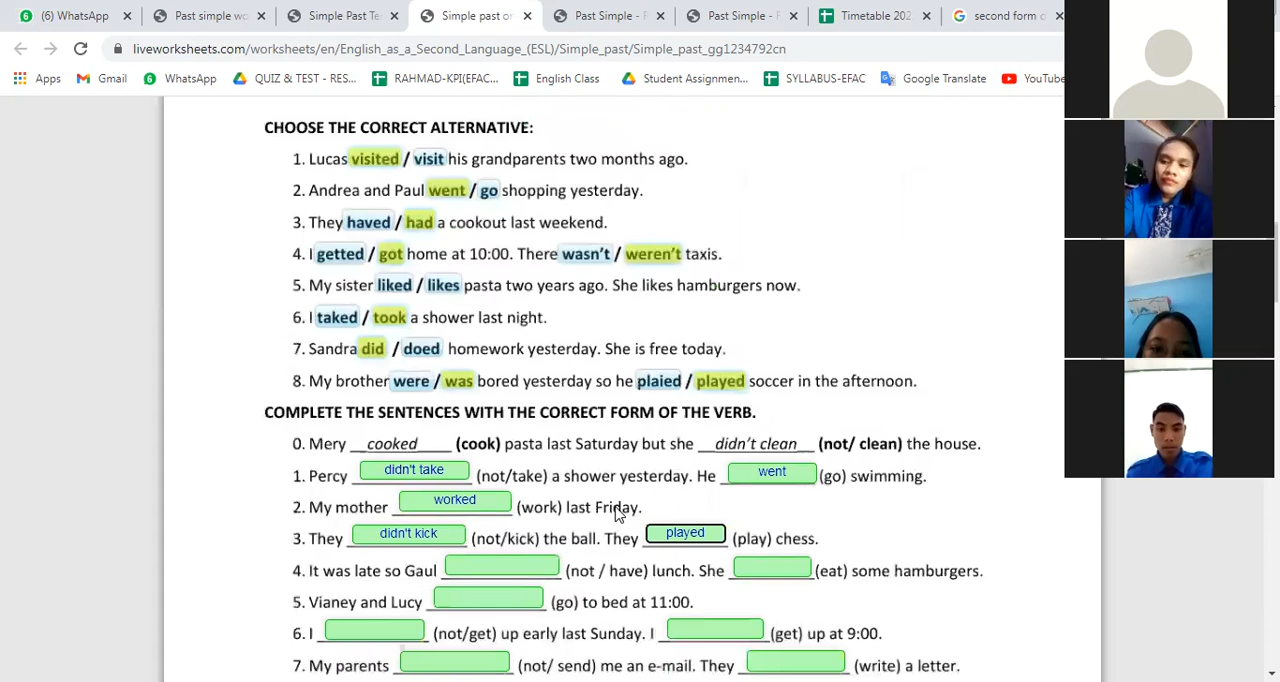 (6) WhatsApp
Past simple wo
Simple Past Te
Simple past or
Past Simple - F
Past Simple - F
Timetable 202
second form o
liveworksheets.com/worksheets/en/English_as_a_Second_Language_(ESL)/Simple_past/Simple_past_gg1234792cn
Apps
Gmail
WhatsApp
QUIZ & TEST - RES...
RAHMAD-KPI(EFAC...
English Class
Student Assignmen...
SYLLABUS-EFAC
Google Translate
YouTube
CHOOSE THE CORRECT ALTERNATIVE:
1. Lucas visited / visit his grandparents two months ago.
2. Andrea and Paul went / go shopping yesterday.
3. They haved / had a cookout last weekend.
4. I getted / got home at 10:00. There wasn't / weren't taxis.
5. My sister liked / likes pasta two years ago. She likes hamburgers now.
6. I taked / took a shower last night.
7. Sandra did / doed homework yesterday. She is free today.
8. My brother were / was bored yesterday so he plaied / played soccer in the afternoon.
COMPLETE THE SENTENCES WITH THE CORRECT FORM OF THE VERB.
0. Mery __cooked____ (cook) pasta last Saturday but she __didn't clean__ (not/ clean) the house.
1. Percy didn't take (not/take) a shower yesterday. He went (go) swimming.
2. My mother worked (work) last Friday.
3. They didn't kick (not/kick) the ball. They played (play) chess.
4. It was late so Gaul ____ (not / have) lunch. She ____ (eat) some hamburgers.
5. Vianey and Lucy ____ (go) to bed at 11:00.
6. I ____ (not/get) up early last Sunday. I ____ (get) up at 9:00.
7. My parents ____ (not/ send) me an e-mail. They ____ (write) a letter.